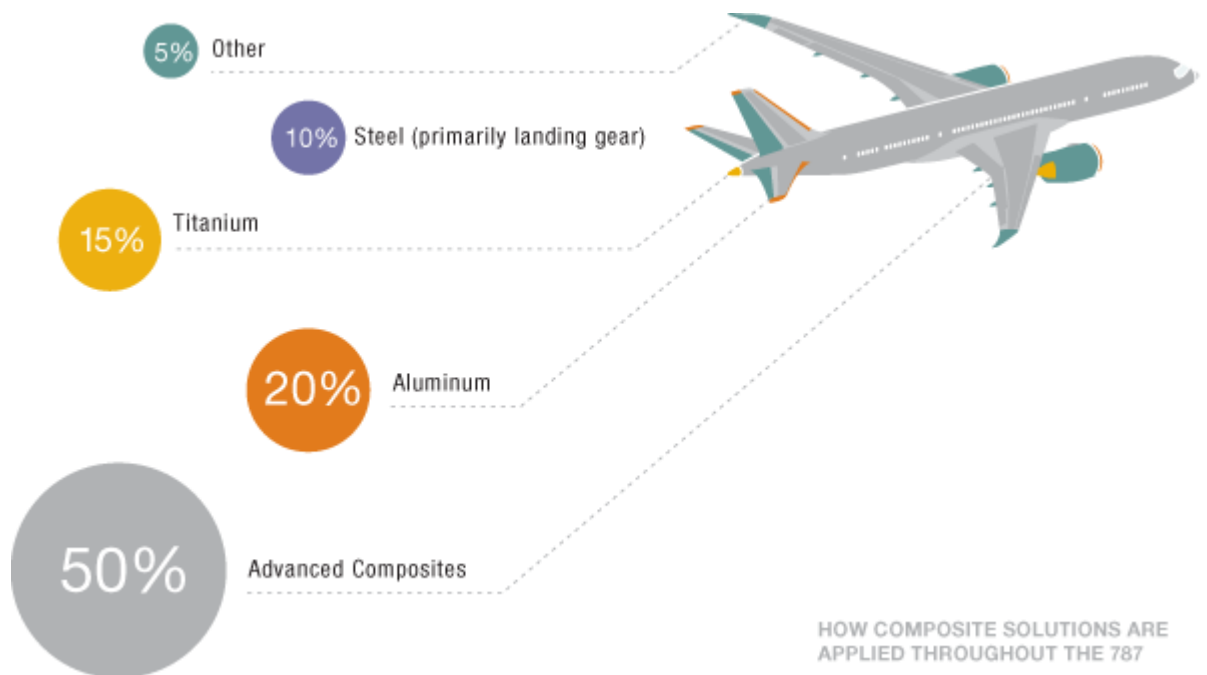 5% Other
10% Steel (primarily landing gear)
15% Titanium
20% Aluminum
50% Advanced Composites
HOW COMPOSITE SOLUTIONS ARE
APPLIED THROUGHOUT THE 787